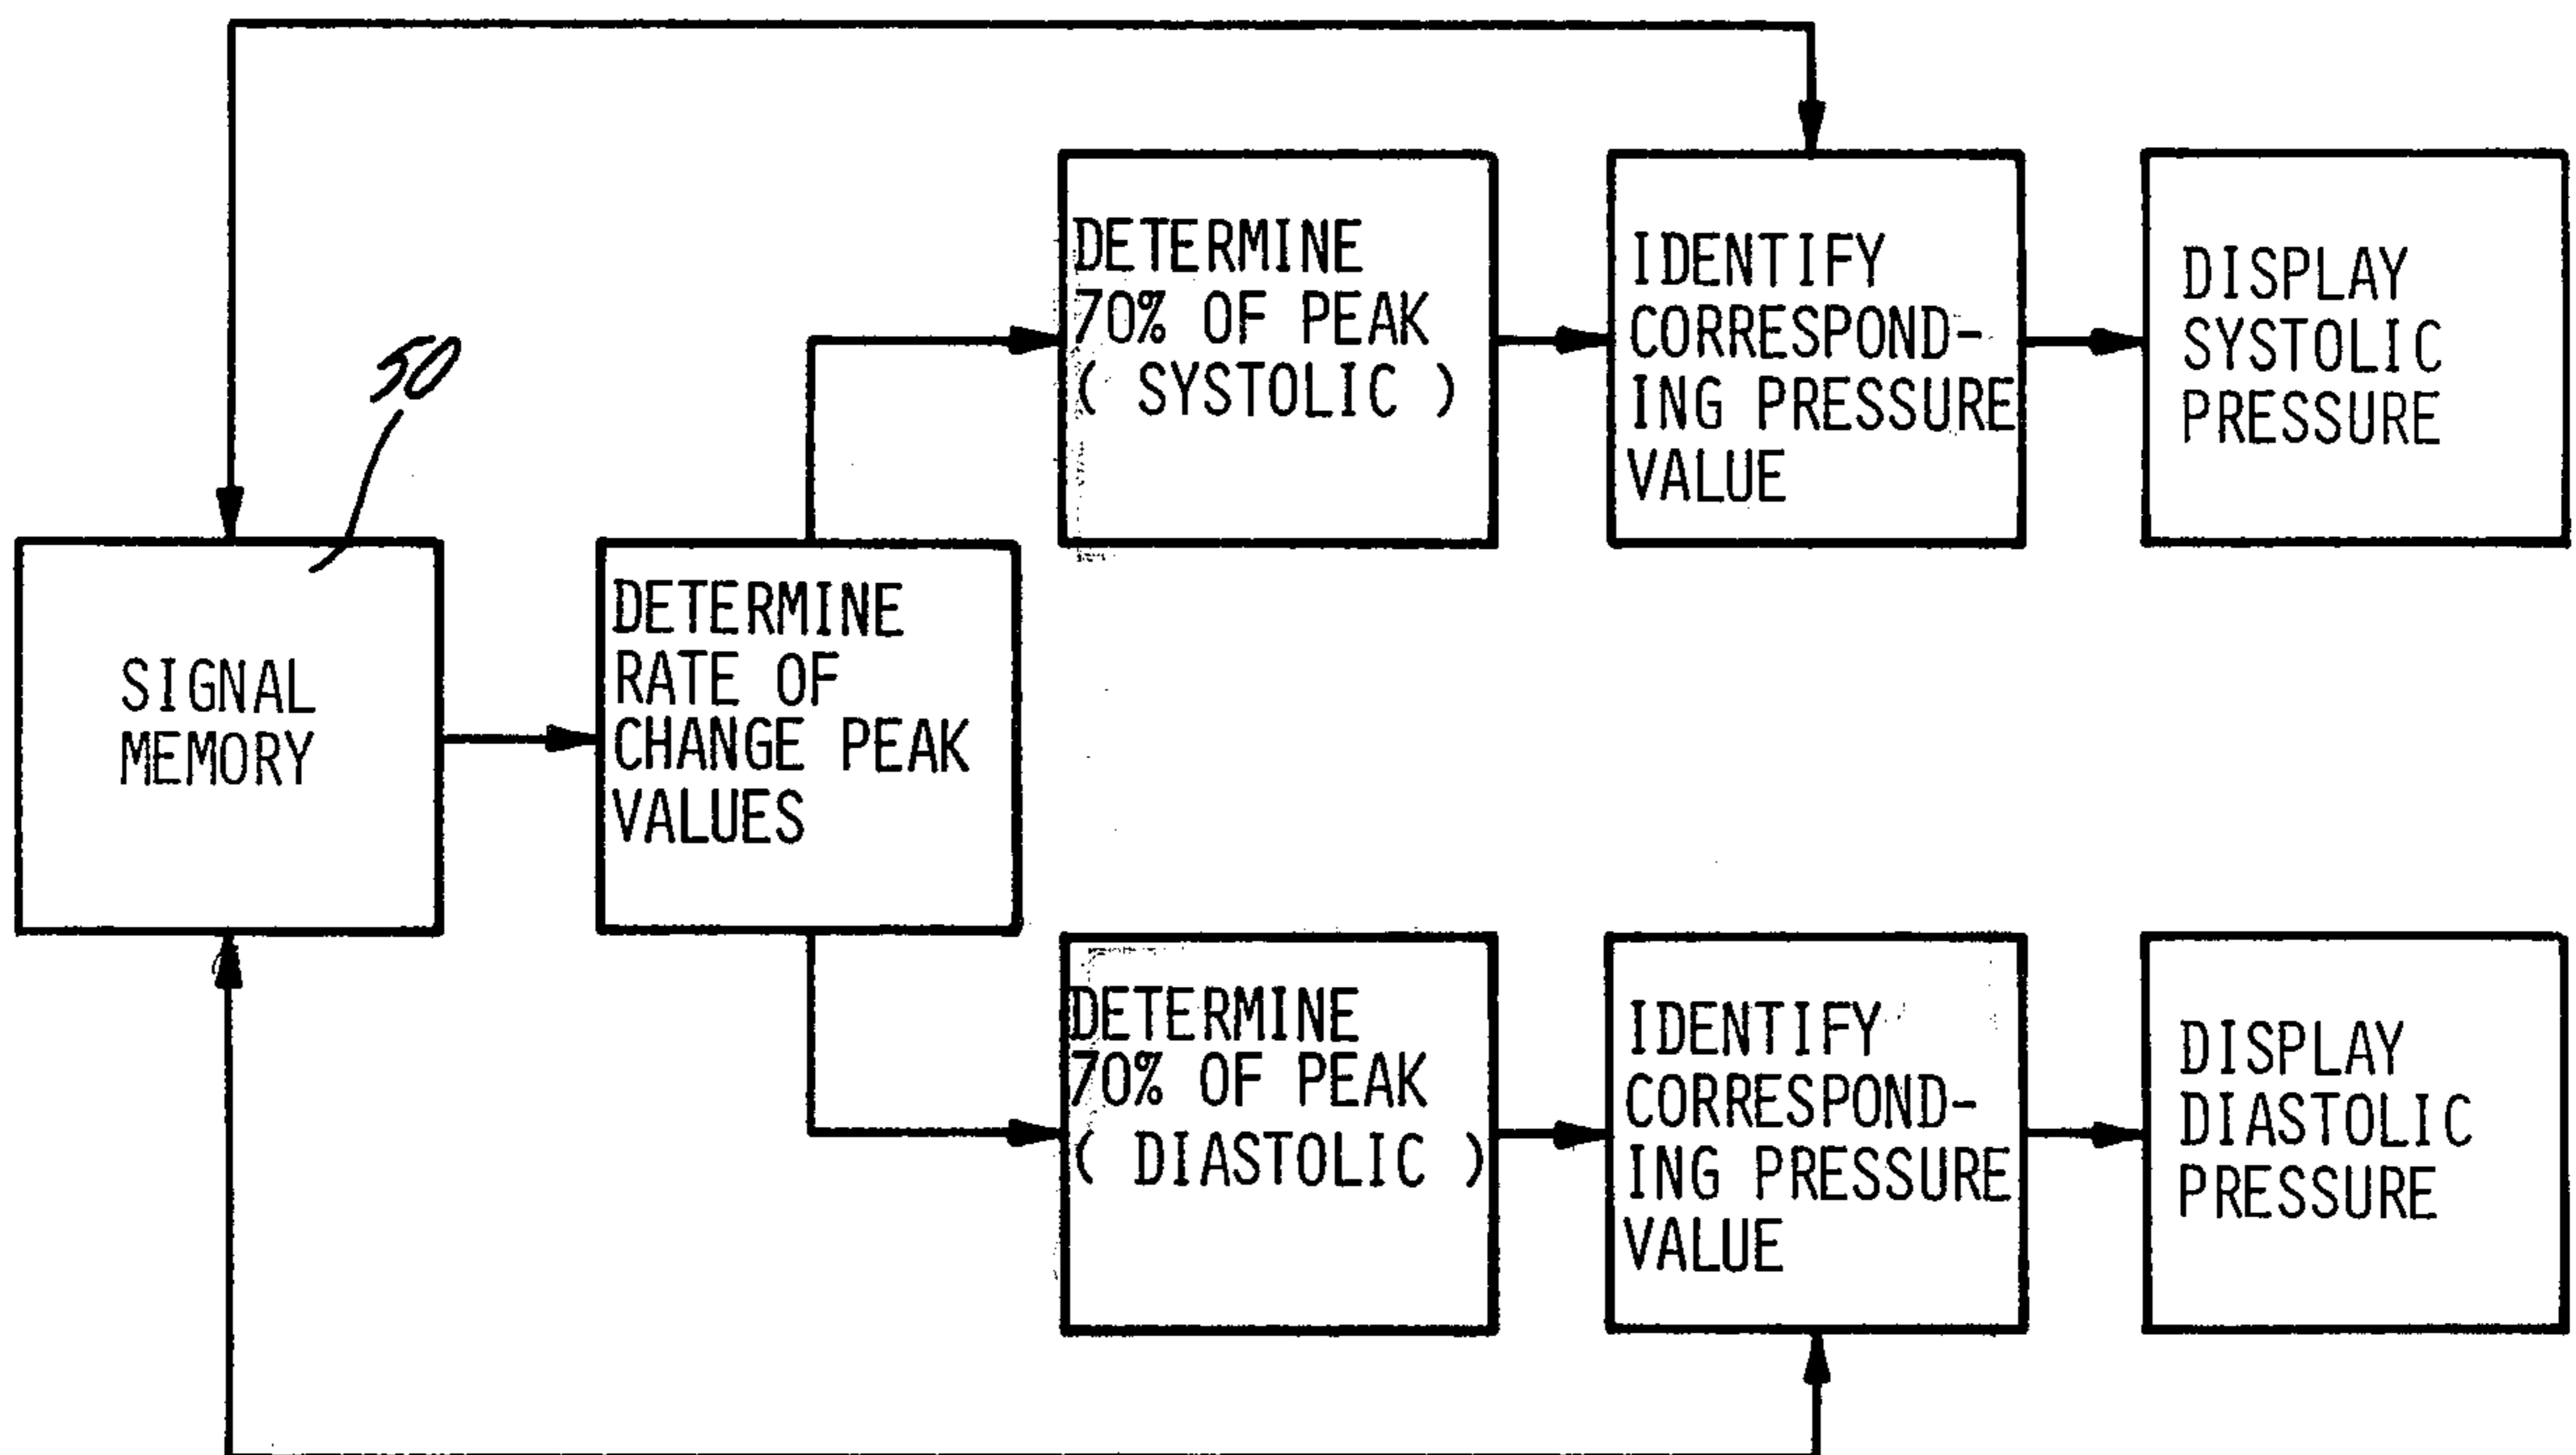 50
SIGNAL
MEMORY
DETERMINE
RATE OF
CHANGE PEAK
VALUES
DETERMINE
70% OF PEAK
( SYSTOLIC )
IDENTIFY
CORRESPOND-
ING PRESSURE
VALUE
DISPLAY
SYSTOLIC
PRESSURE
DETERMINE
70% OF PEAK
( DIASTOLIC )
IDENTIFY
CORRESPOND-
ING PRESSURE
VALUE
DISPLAY
DIASTOLIC
PRESSURE